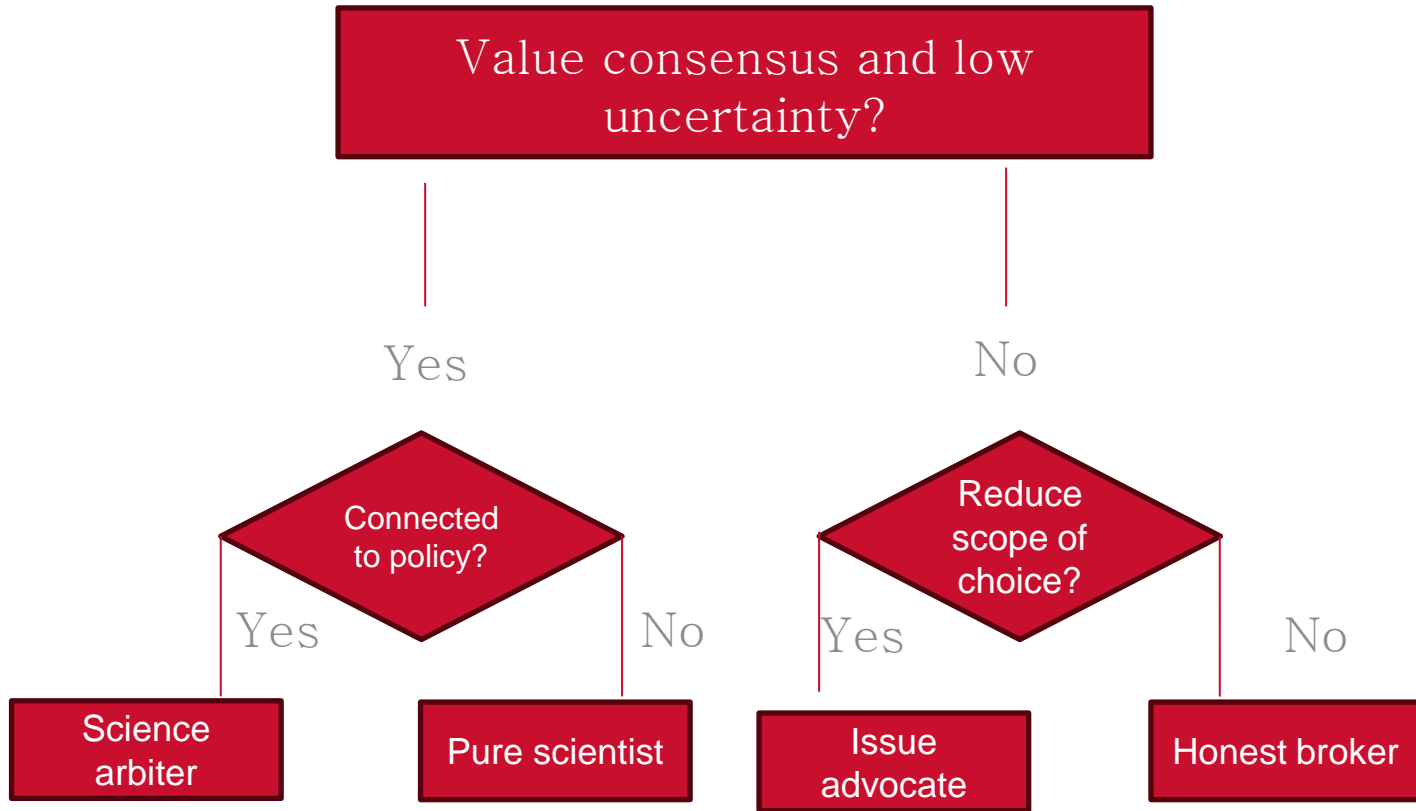 Value consensus and low
uncertainty?
Yes
No
Connected
to policy?
Reduce
scope of
choice?
Yes
No
Yes
No
Science
arbiter
Pure scientist
Issue
advocate
Honest broker